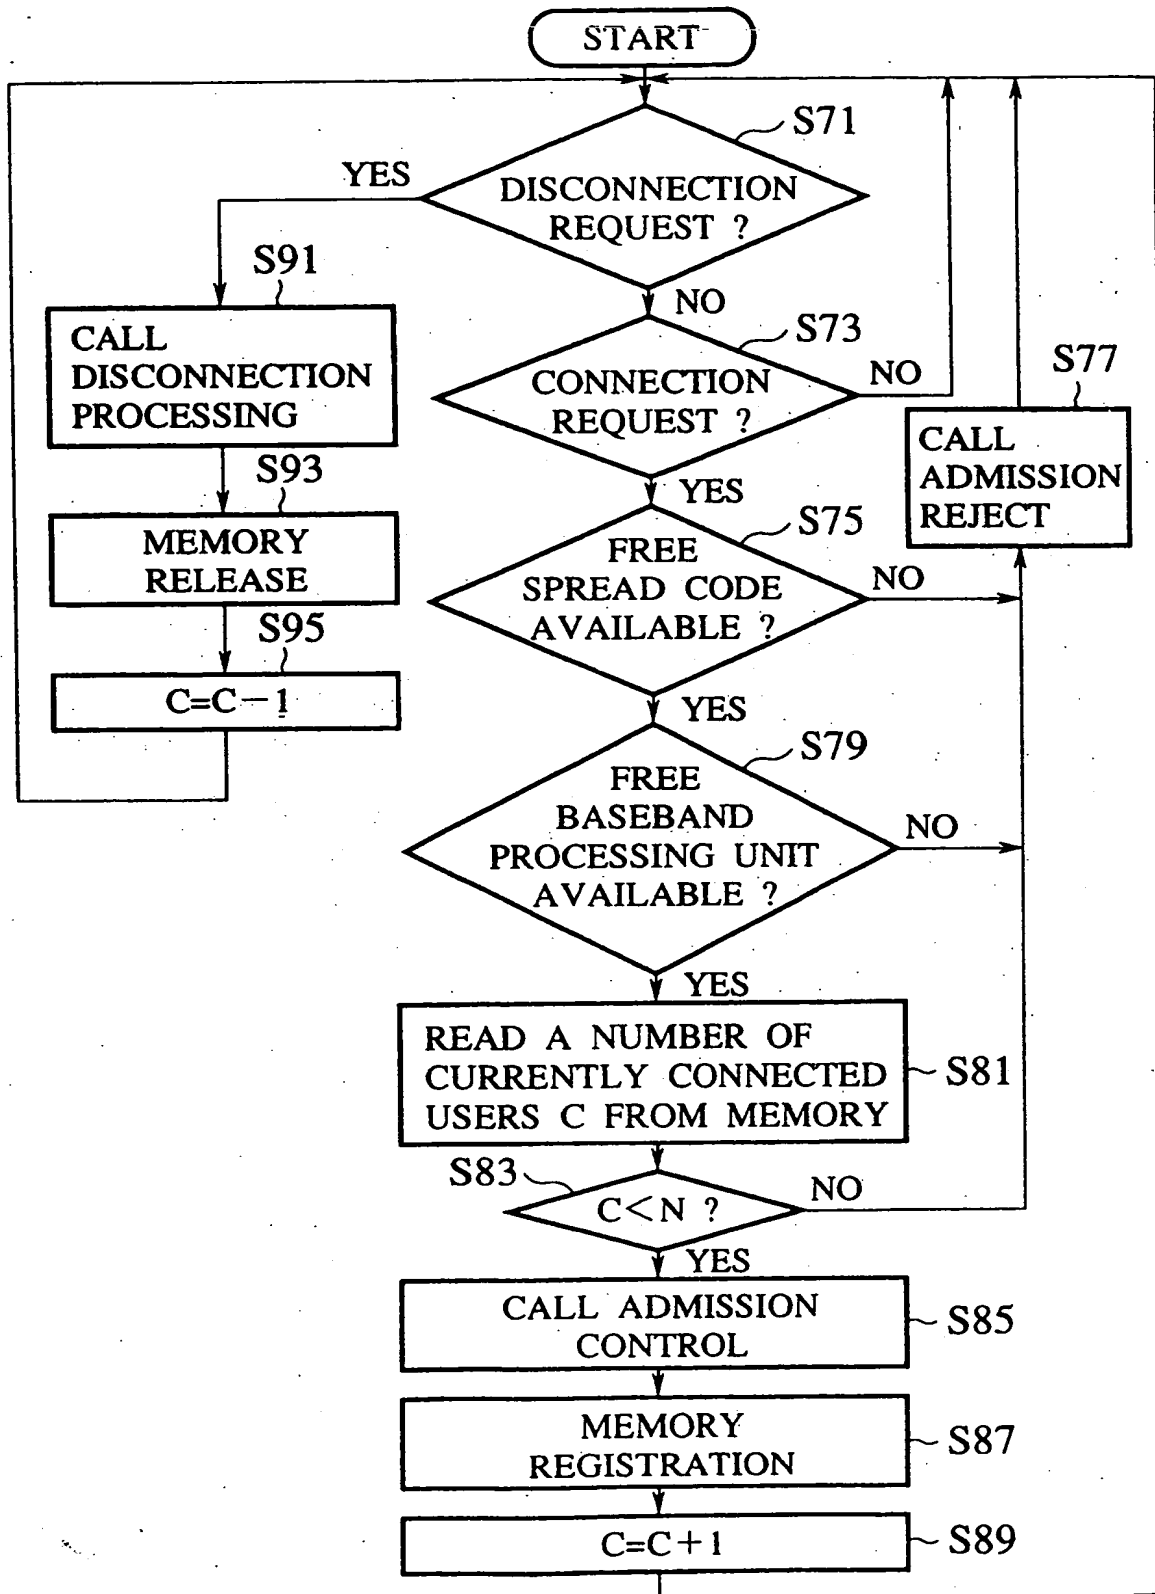 START
S71
YES
DISCONNECTION
REQUEST ?
S91
NO
CALL
DISCONNECTION
PROCESSING
S73
CONNECTION
REQUEST ?
NO
S77
CALL
ADMISSION
REJECT
S93
YES
MEMORY
RELEASE
S75
FREE
SPREAD CODE
AVAILABLE ?
NO
S95
C=C−1
YES
S79
FREE
BASEBAND
PROCESSING UNIT
AVAILABLE ?
NO
YES
READ A NUMBER OF
CURRENTLY CONNECTED
USERS C FROM MEMORY
S81
S83
C<N ?
NO
YES
CALL ADMISSION
CONTROL
S85
MEMORY
REGISTRATION
S87
C=C+1
S89